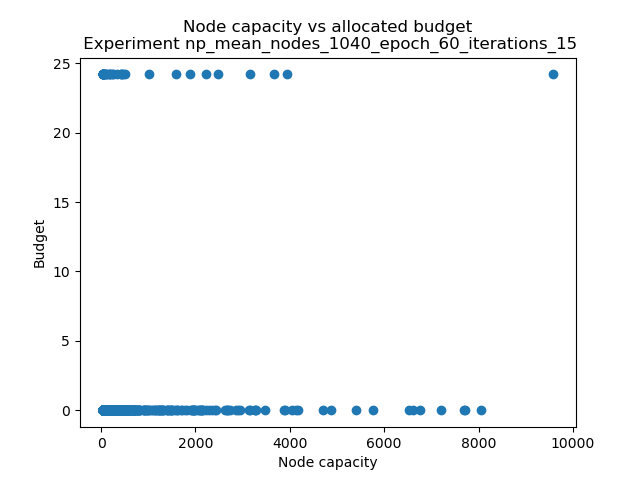 Node capacity vs allocated budget
Experiment np_mean_nodes_1040_epoch_60_iterations_15
25
20
15
10
5
0
Budget
0 2000 4000 6000 8000 10000
Node capacity